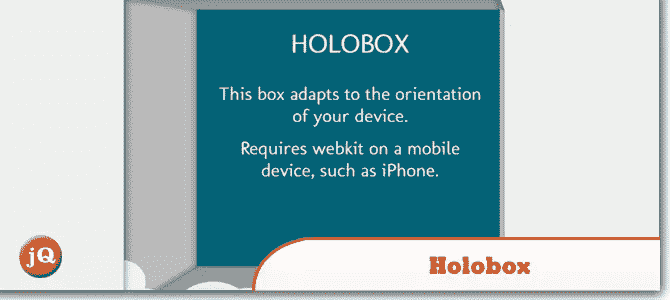 HOLOBOX
This box adapts to the orientation
of your device.
Requires webkit on a mobile
device, such as iPhone.
jQ
Holobox